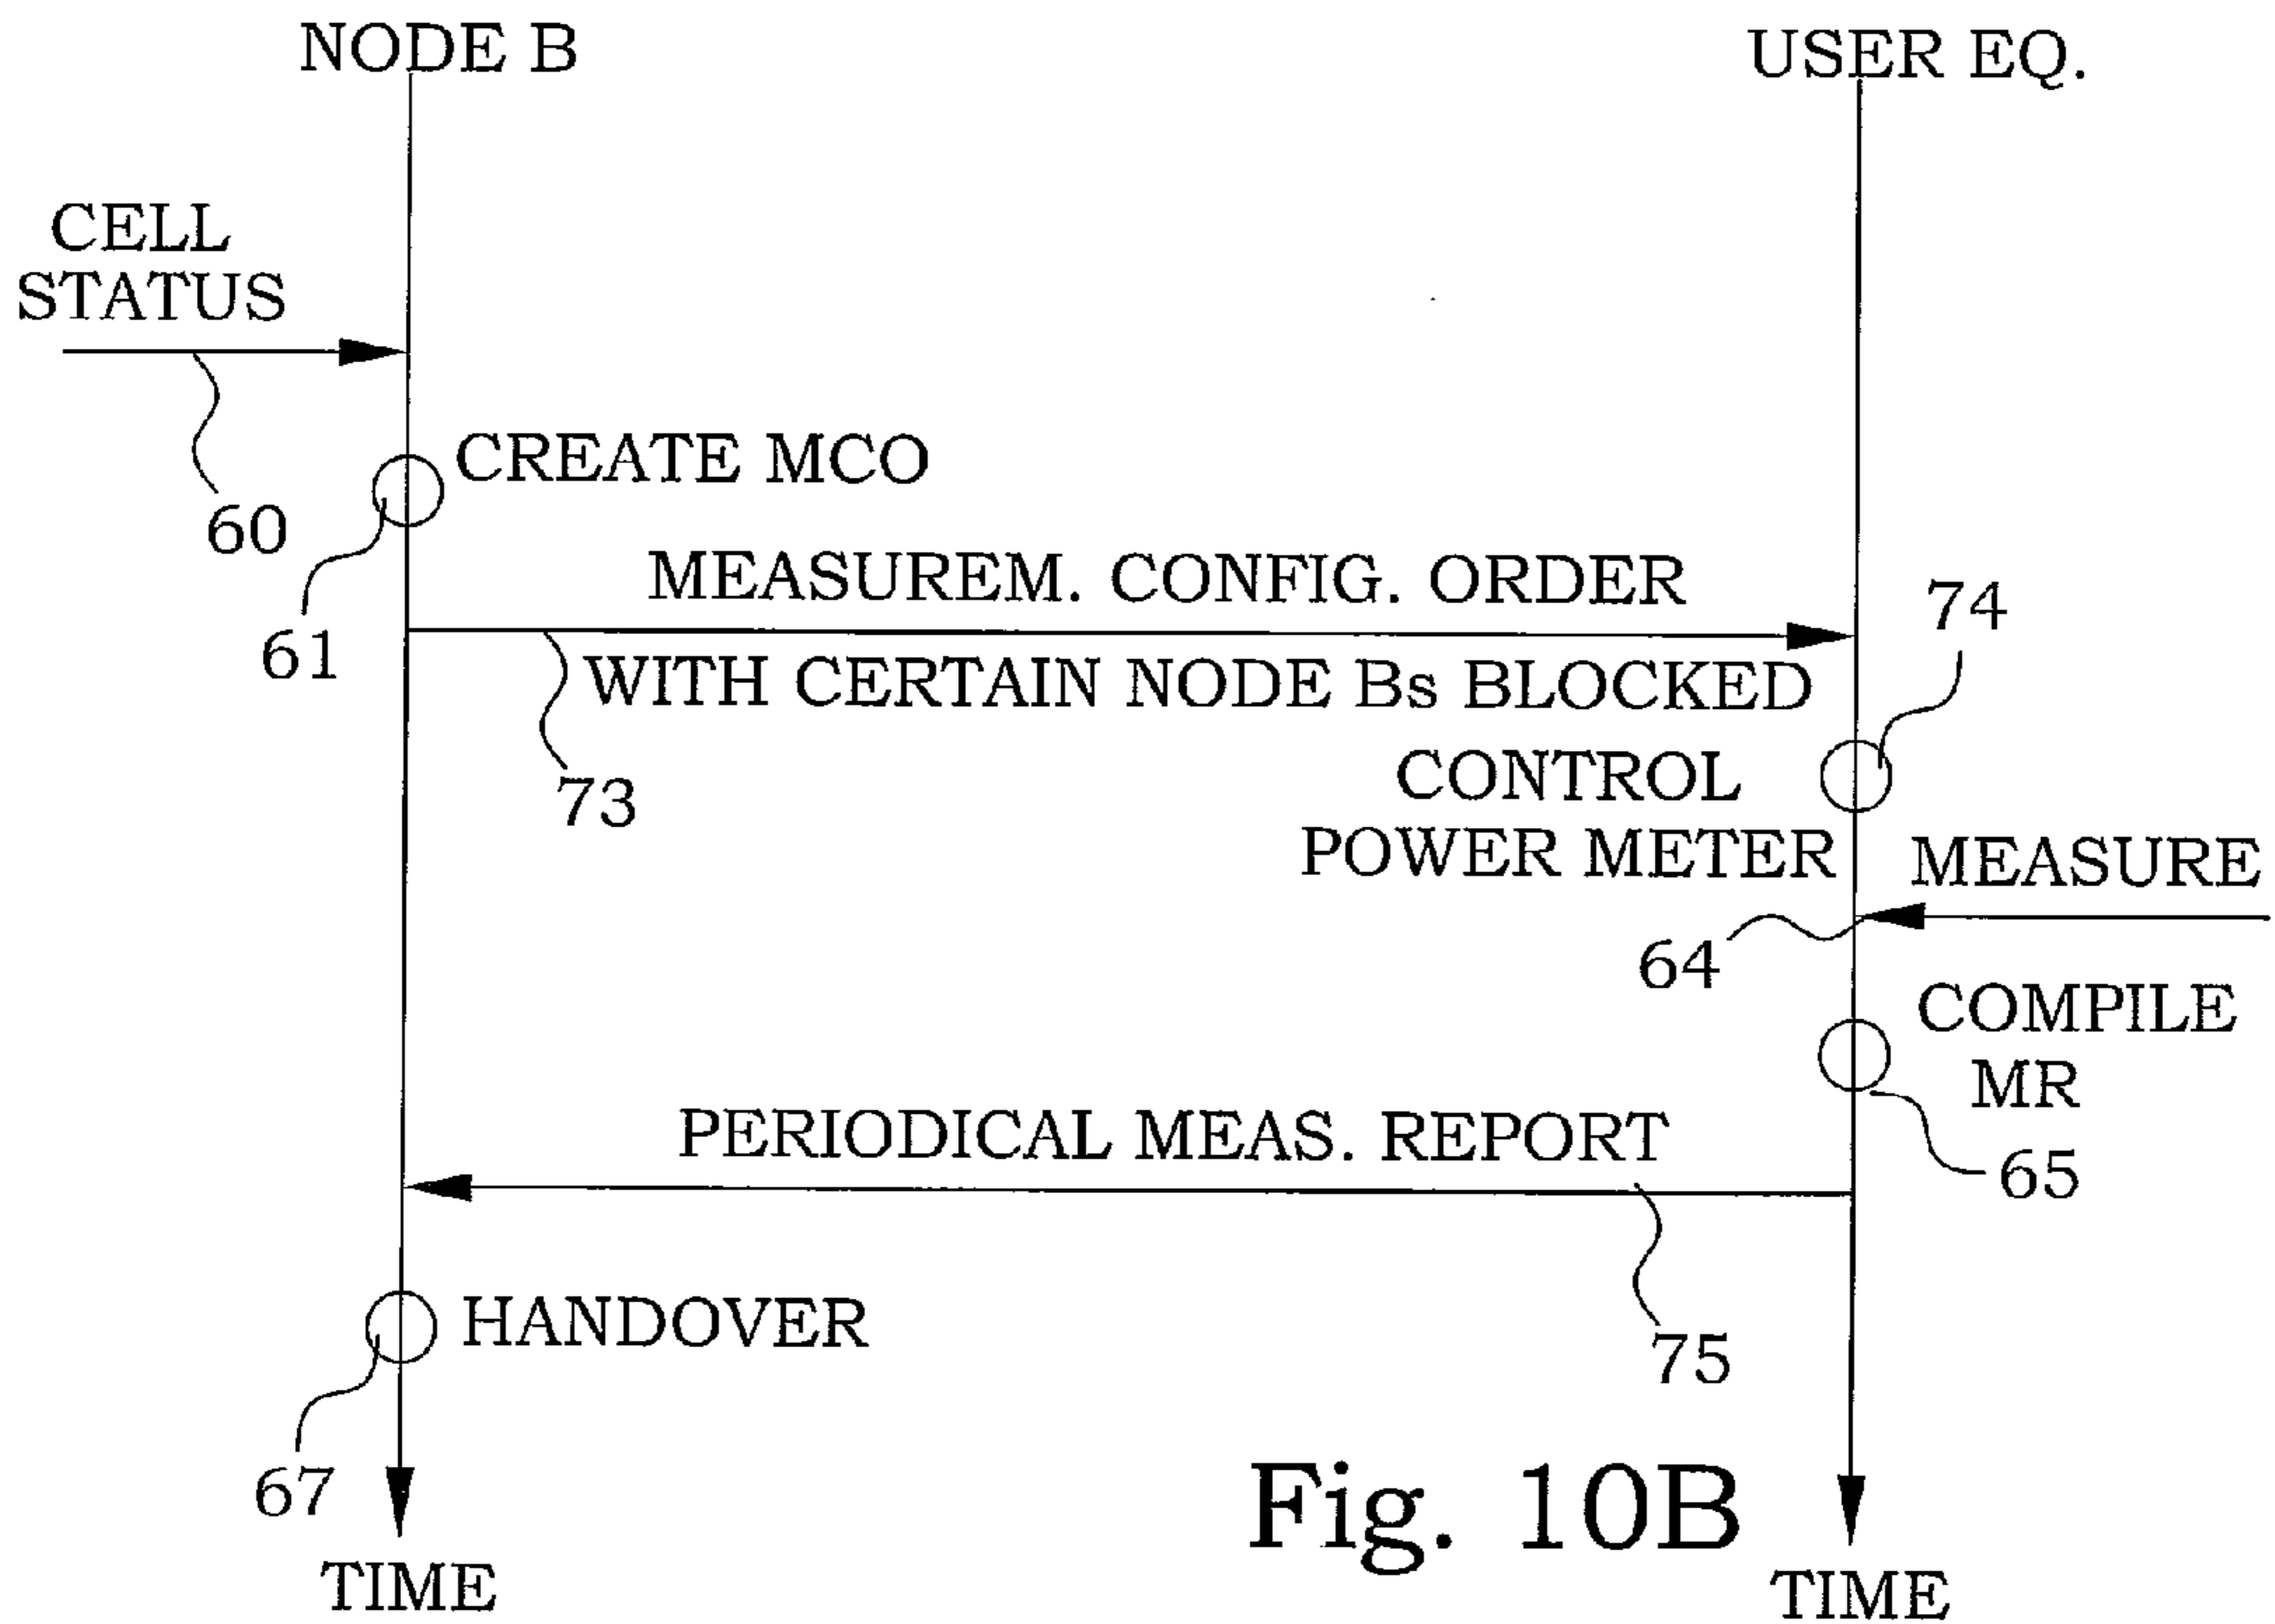 NODE B
USER EQ.
CELL
STATUS
60
CREATE MCO
61
MEASUREM. CONFIG. ORDER
WITH CERTAIN NODE Bs BLOCKED
73
74
CONTROL
POWER METER
MEASURE
64
COMPILE
MR
65
PERIODICAL MEAS. REPORT
75
HANDOVER
67
Fig. 10B
TIME
TIME